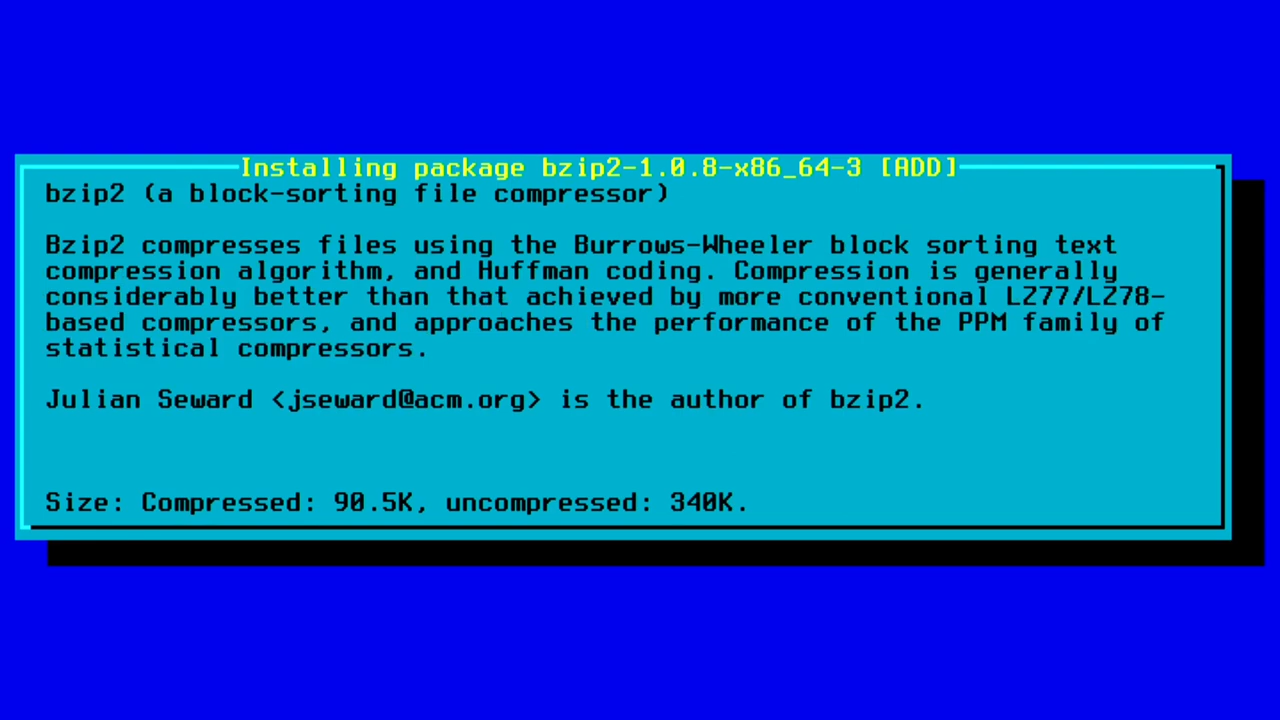 Installing package bzip2-1.0.8-x86_64-3 [ADD]
bzip2 (a block-sorting file compressor)
Bzip2 compresses files using the Burrows-Wheeler block sorting text
compression algorithm, and Huffman coding. Compression is generally
considerably better than that achieved by more conventional LZ77/LZ78-
based compressors, and approaches the performance of the PPM family of
statistical compressors.
Julian Seward <jseward@acm.org> is the author of bzip2.
Size: Compressed: 90.5K, uncompressed: 340K.